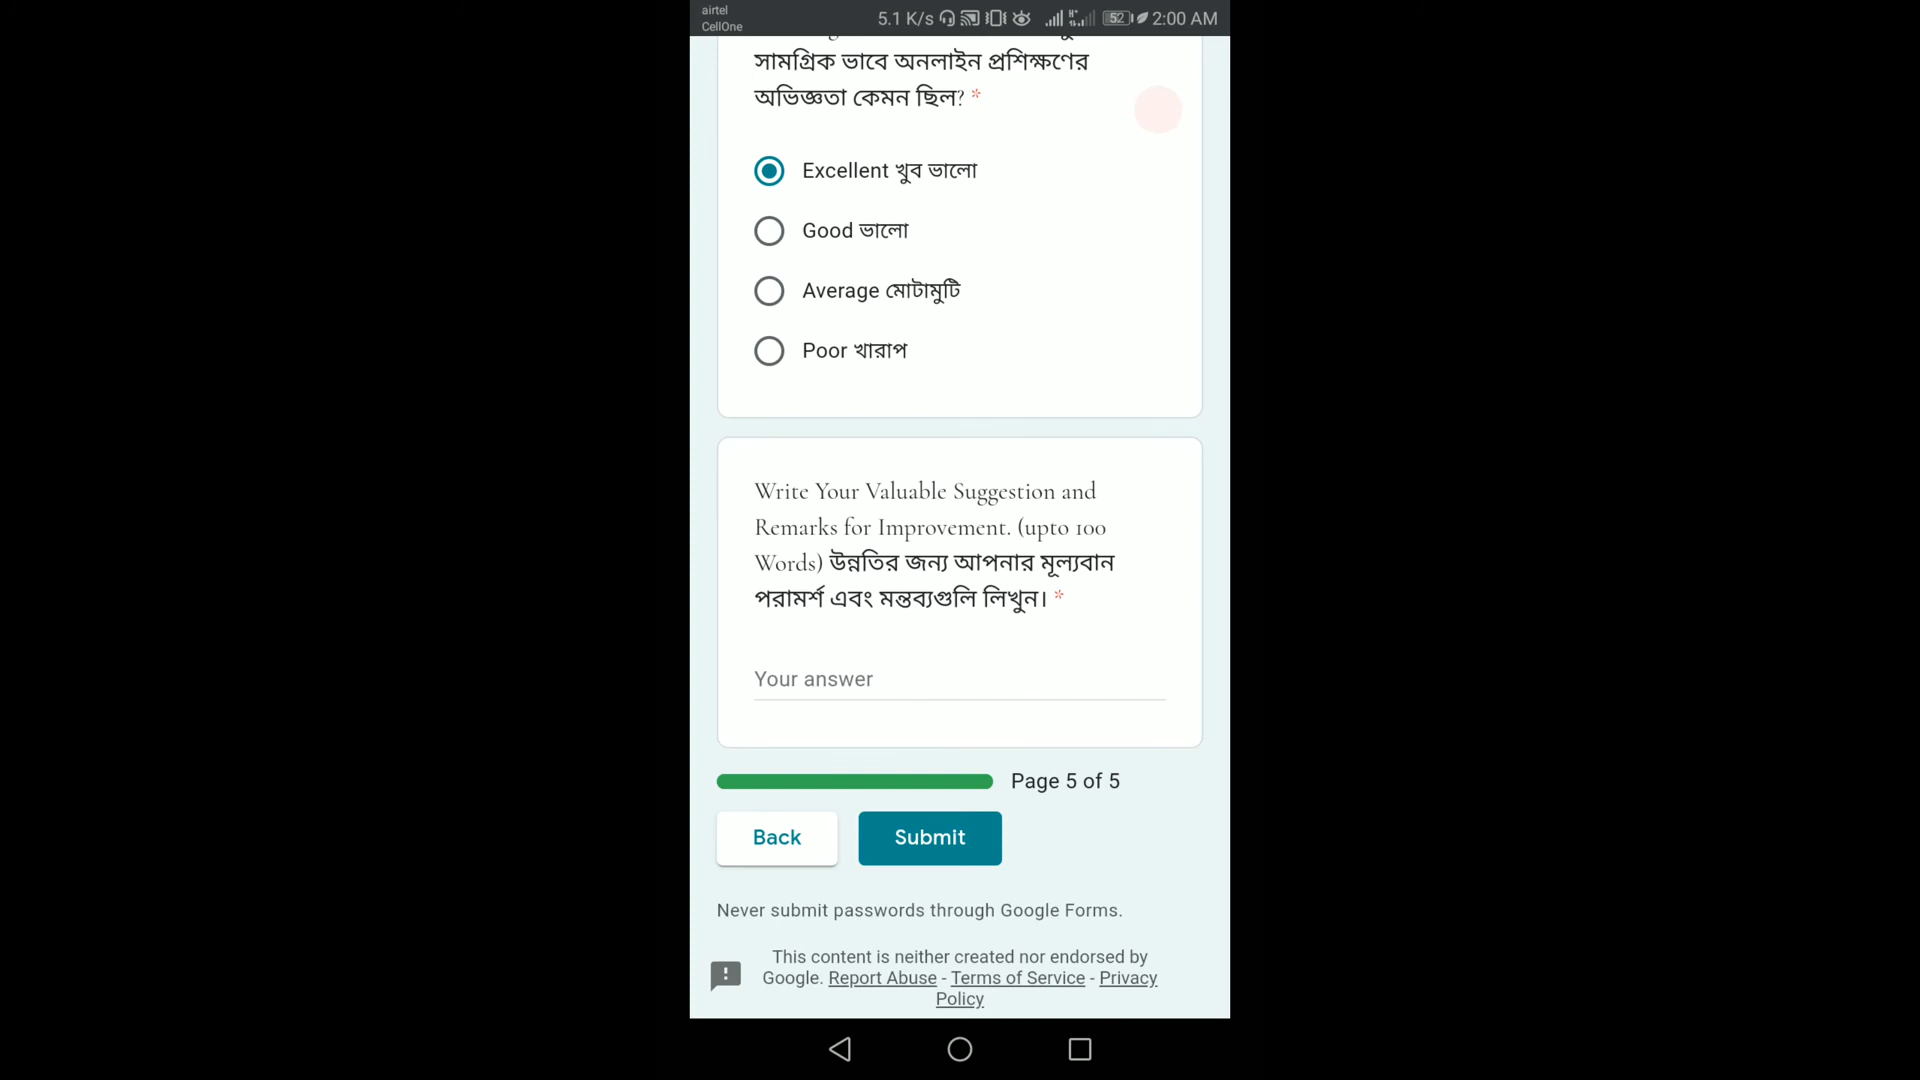 airtel
CellOne
5.1 K/s
52
2:00 AM
সামগ্রিক ভাবে অনলাইন প্রশিক্ষণের
অভিজ্ঞতা কেমন ছিল? *
Excellent খুব ভালো
Good ভালো
Average মোটামুটি
Poor খারাপ
Write Your Valuable Suggestion and
Remarks for Improvement. (upto 100
Words) উন্নতির জন্য আপনার মূল্যবান
পরামর্শ এবং মন্তব্যগুলি লিখুন। *
Your answer
Page 5 of 5
Back
Submit
Never submit passwords through Google Forms.
This content is neither created nor endorsed by
Google. Report Abuse - Terms of Service - Privacy
Policy